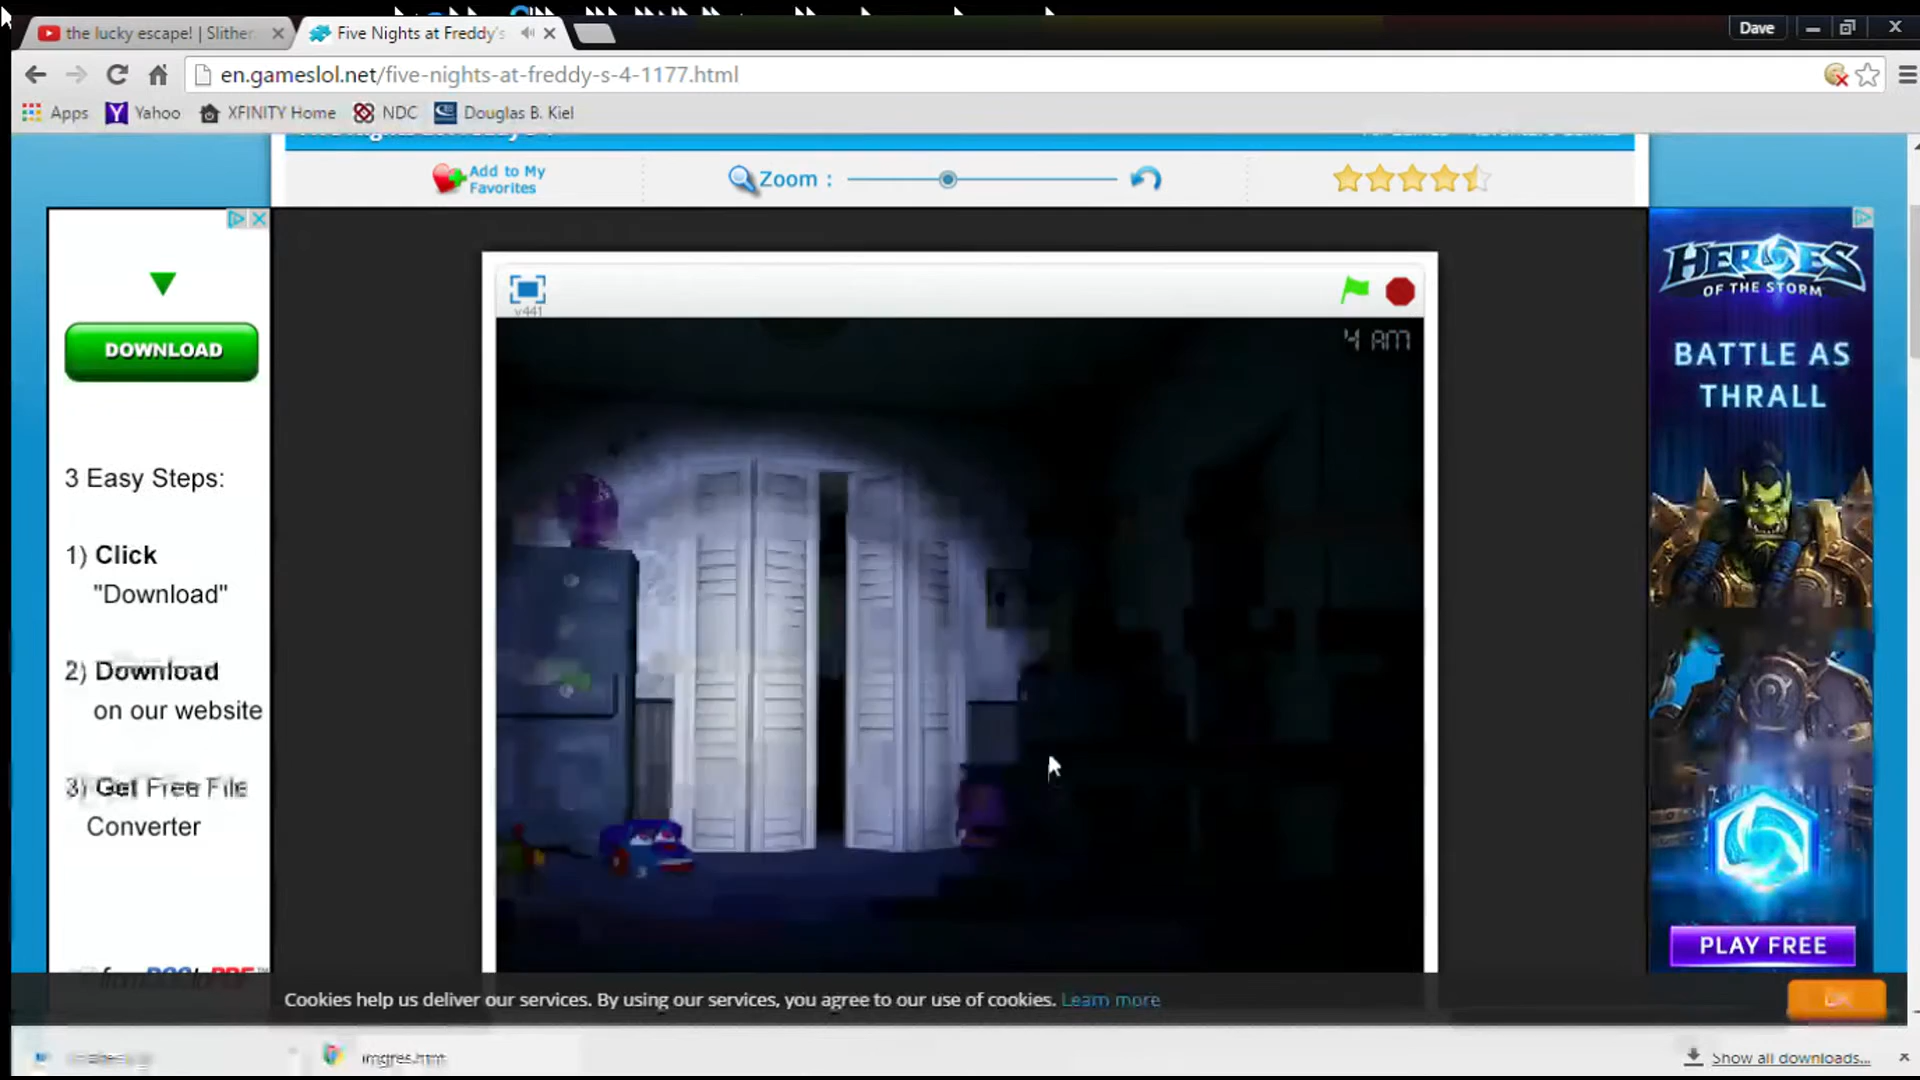 the lucky escape! | Slither.
Five Nights at Freddy's
Dave
en.gameslol.net/five-nights-at-freddy-s-4-1177.html
Apps
Yahoo
XFINITY Home
NDC
Douglas B. Kiel
Add to My
Favorites
Zoom :
v441
4 AM
DOWNLOAD
3 Easy Steps:
1) Click
"Download"
2) Download
on our website
3) Get Free File
Converter
HEROES
OF THE STORM
BATTLE AS
THRALL
PLAY FREE
Cookies help us deliver our services. By using our services, you agree to our use of cookies. Learn more
imgres.htm
Show all downloads...